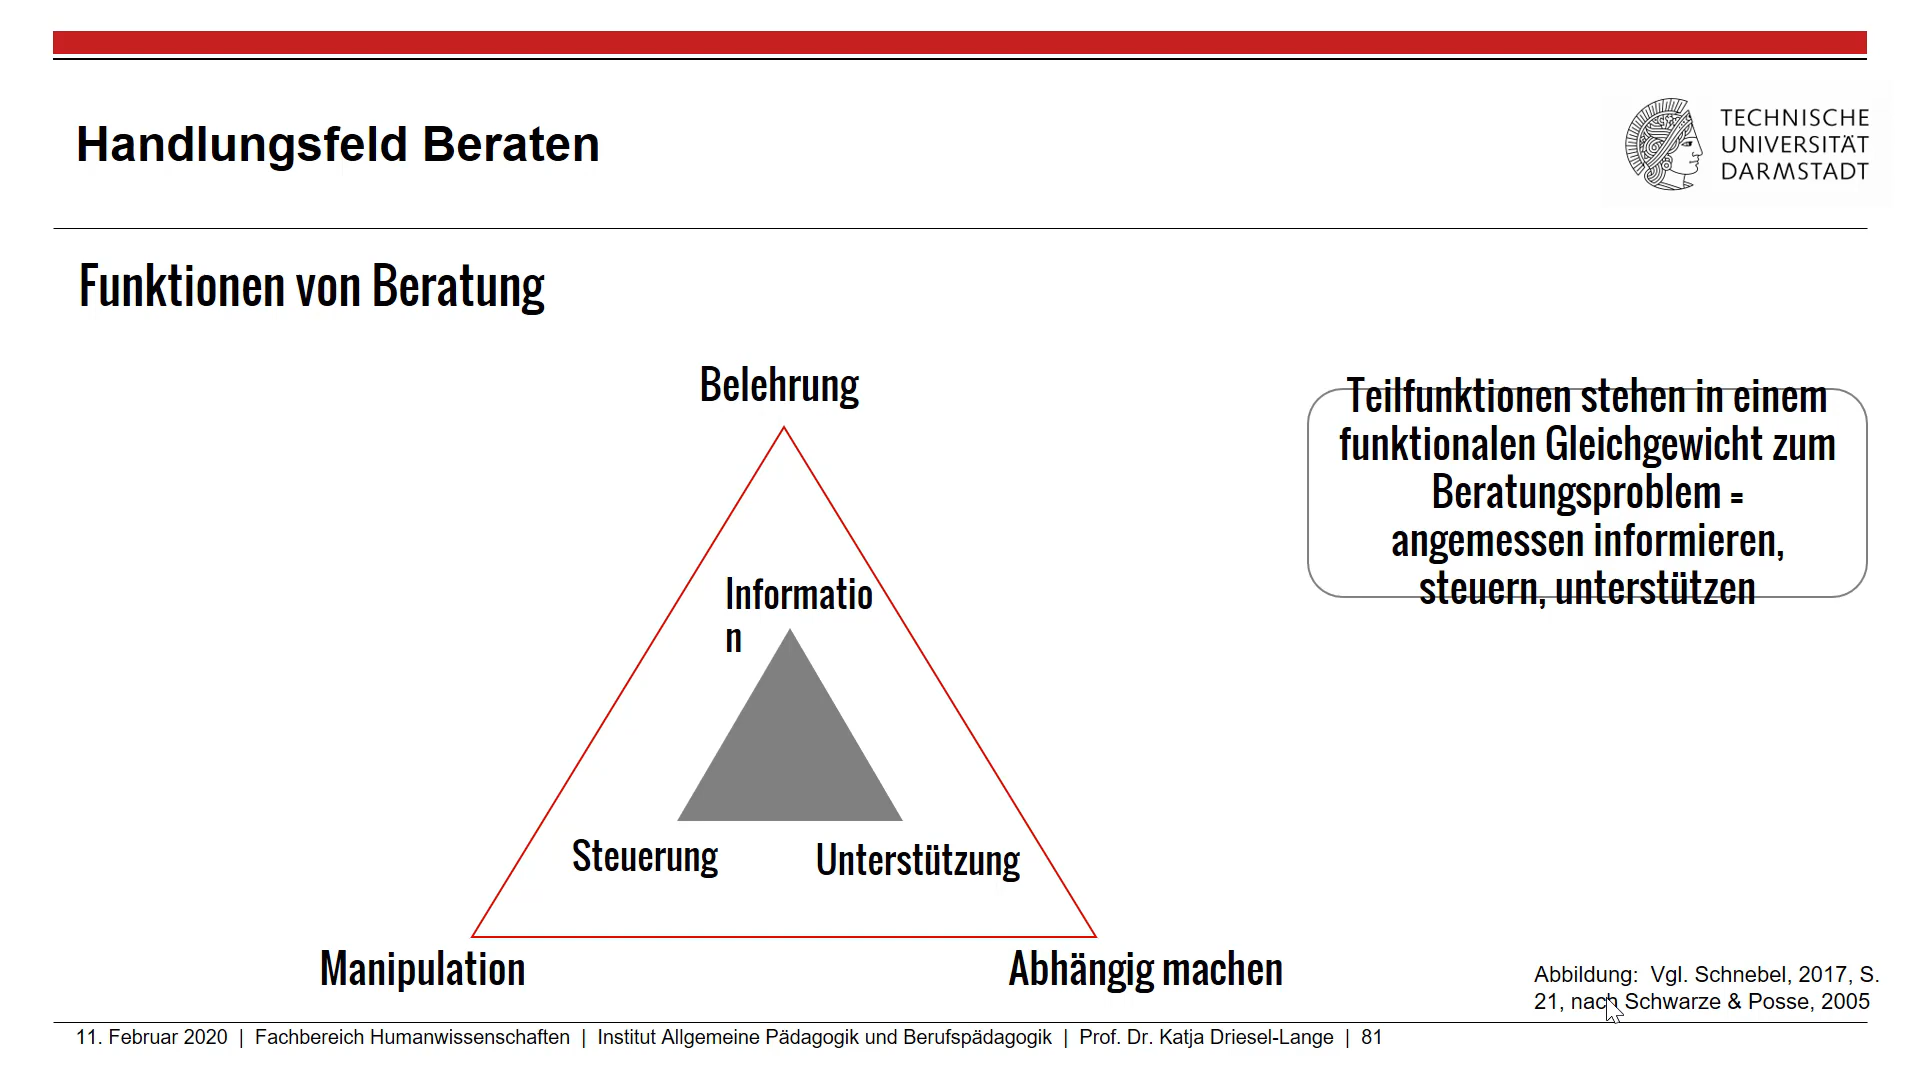 Handlungsfeld Beraten
TECHNISCHE
UNIVERSITÄT
DARMSTADT
Funktionen von Beratung
Belehrung
Informatio
n
Steuerung
Unterstützung
Manipulation
Abhängig machen
Teilfunktionen stehen in einem
funktionalen Gleichgewicht zum
Beratungsproblem =
angemessen informieren,
steuern, unterstützen
Abbildung: Vgl. Schnebel, 2017, S.
21, nach Schwarze & Posse, 2005
11. Februar 2020 | Fachbereich Humanwissenschaften | Institut Allgemeine Pädagogik und Berufspädagogik | Prof. Dr. Katja Driesel-Lange | 81